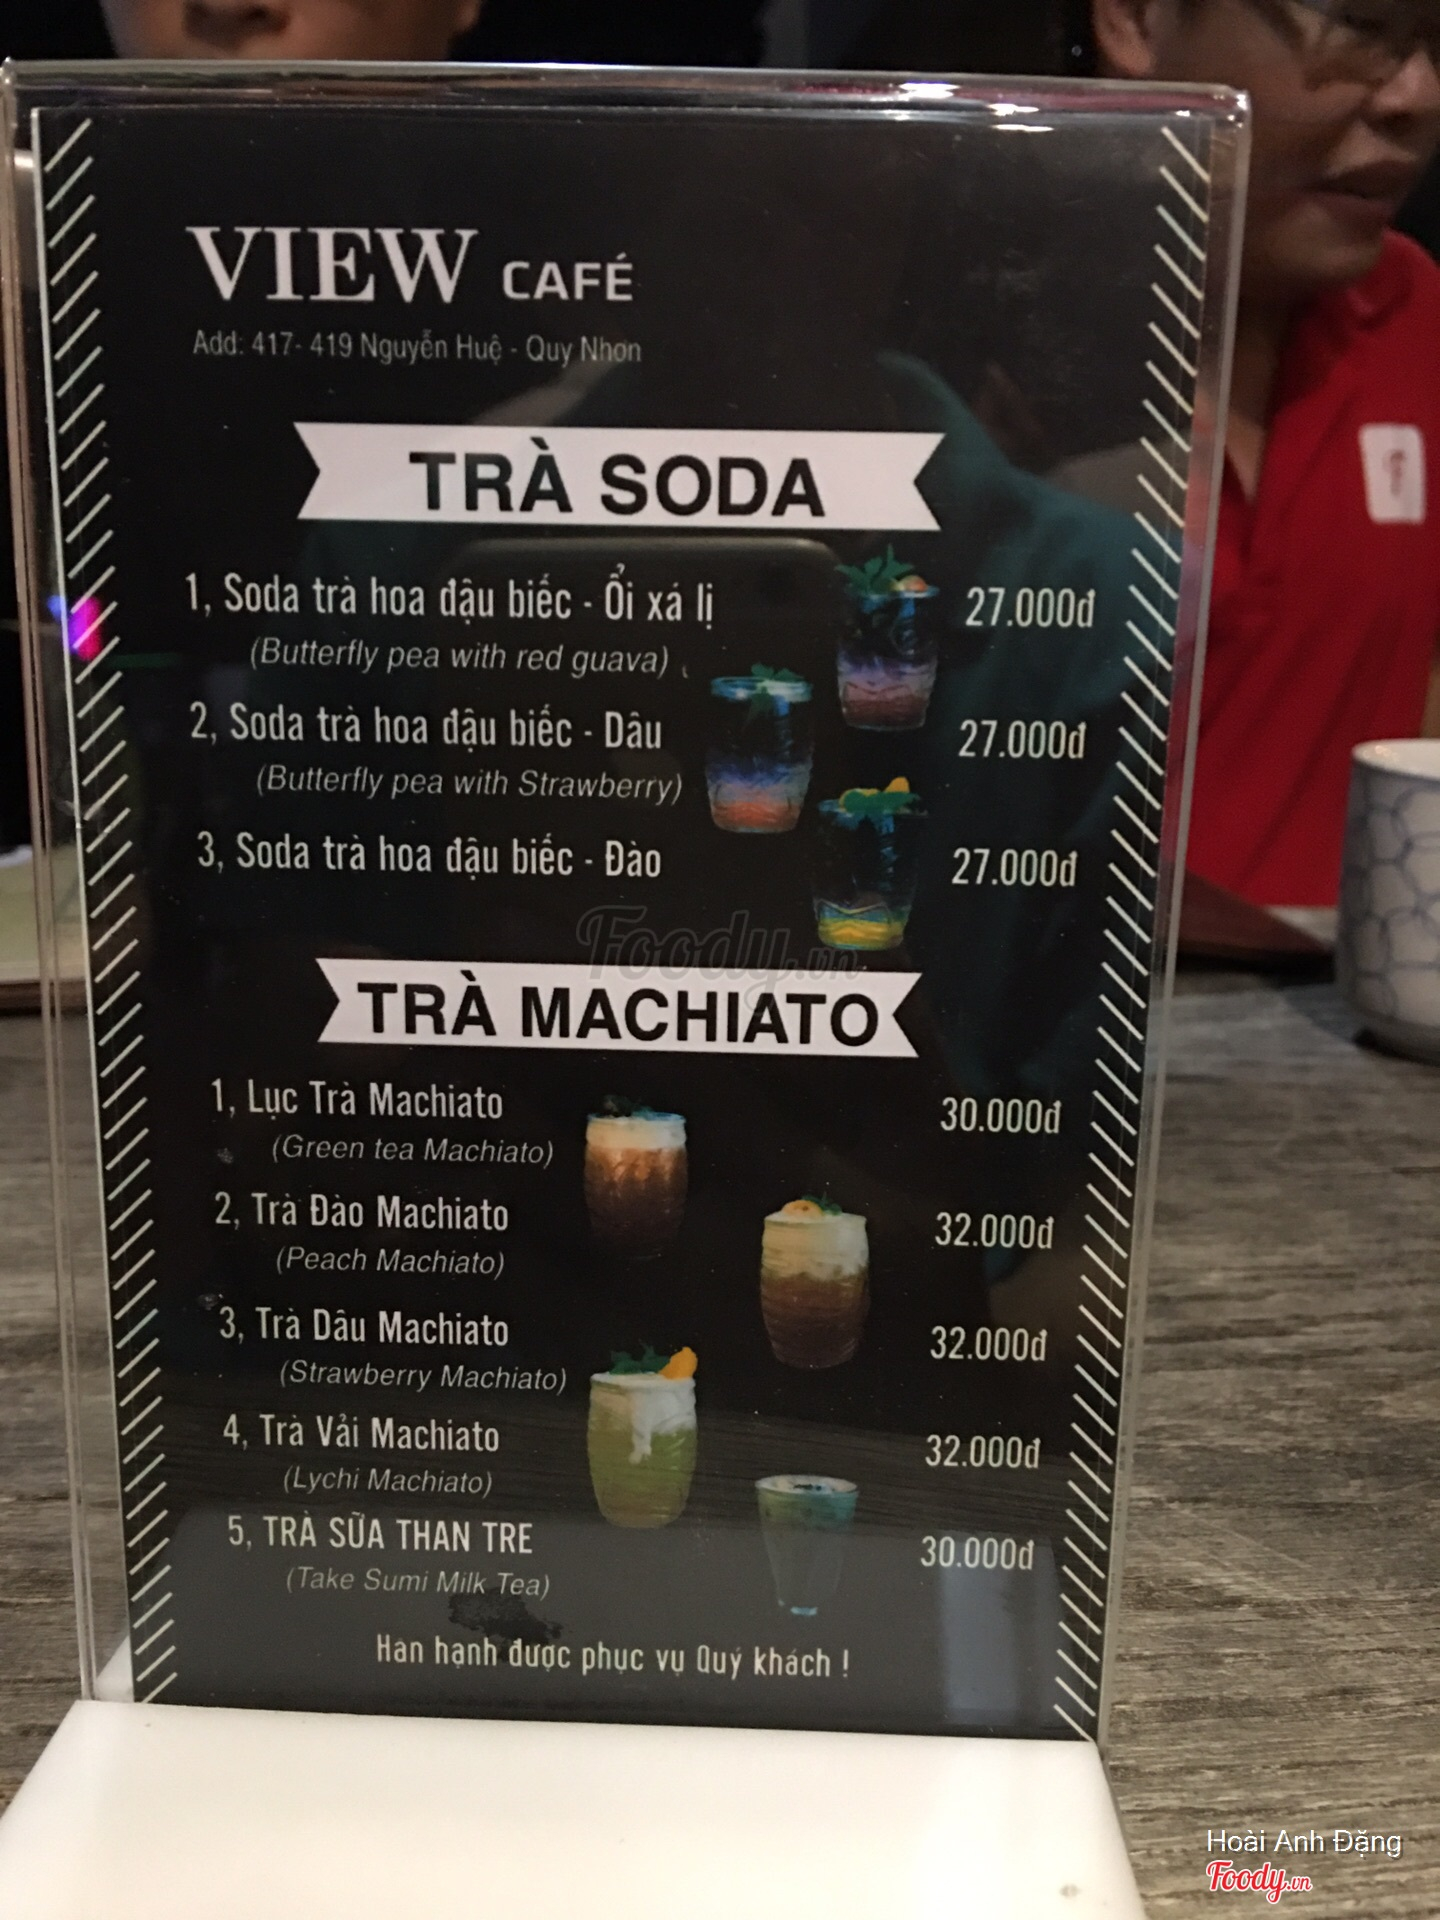 VIEW CAFÉ
Add: 417- 419 Nguyễn Huệ - Quy Nhơn
TRÀ SODA
1, Soda trà hoa đậu biếc - Ổi xá lị 27.000đ
(Butterfly pea with red guava)
2, Soda trà hoa đậu biếc - Dâu 27.000đ
(Butterfly pea with Strawberry)
3, Soda trà hoa đậu biếc - Đào 27.000đ
Foody.vn
TRÀ MACHIATO
1, Lục Trà Machiato 30.000đ
(Green tea Machiato)
2, Trà Đào Machiato 32.000đ
(Peach Machiato)
3, Trà Dâu Machiato 32.000đ
(Strawberry Machiato)
4, Trà Vải Machiato 32.000đ
(Lychi Machiato)
5, TRÀ SỮA THAN TRE 30.000đ
(Take Sumi Milk Tea)
Hân hạnh được phục vụ Quý khách !
Hoài Anh Đặng
Foody.vn